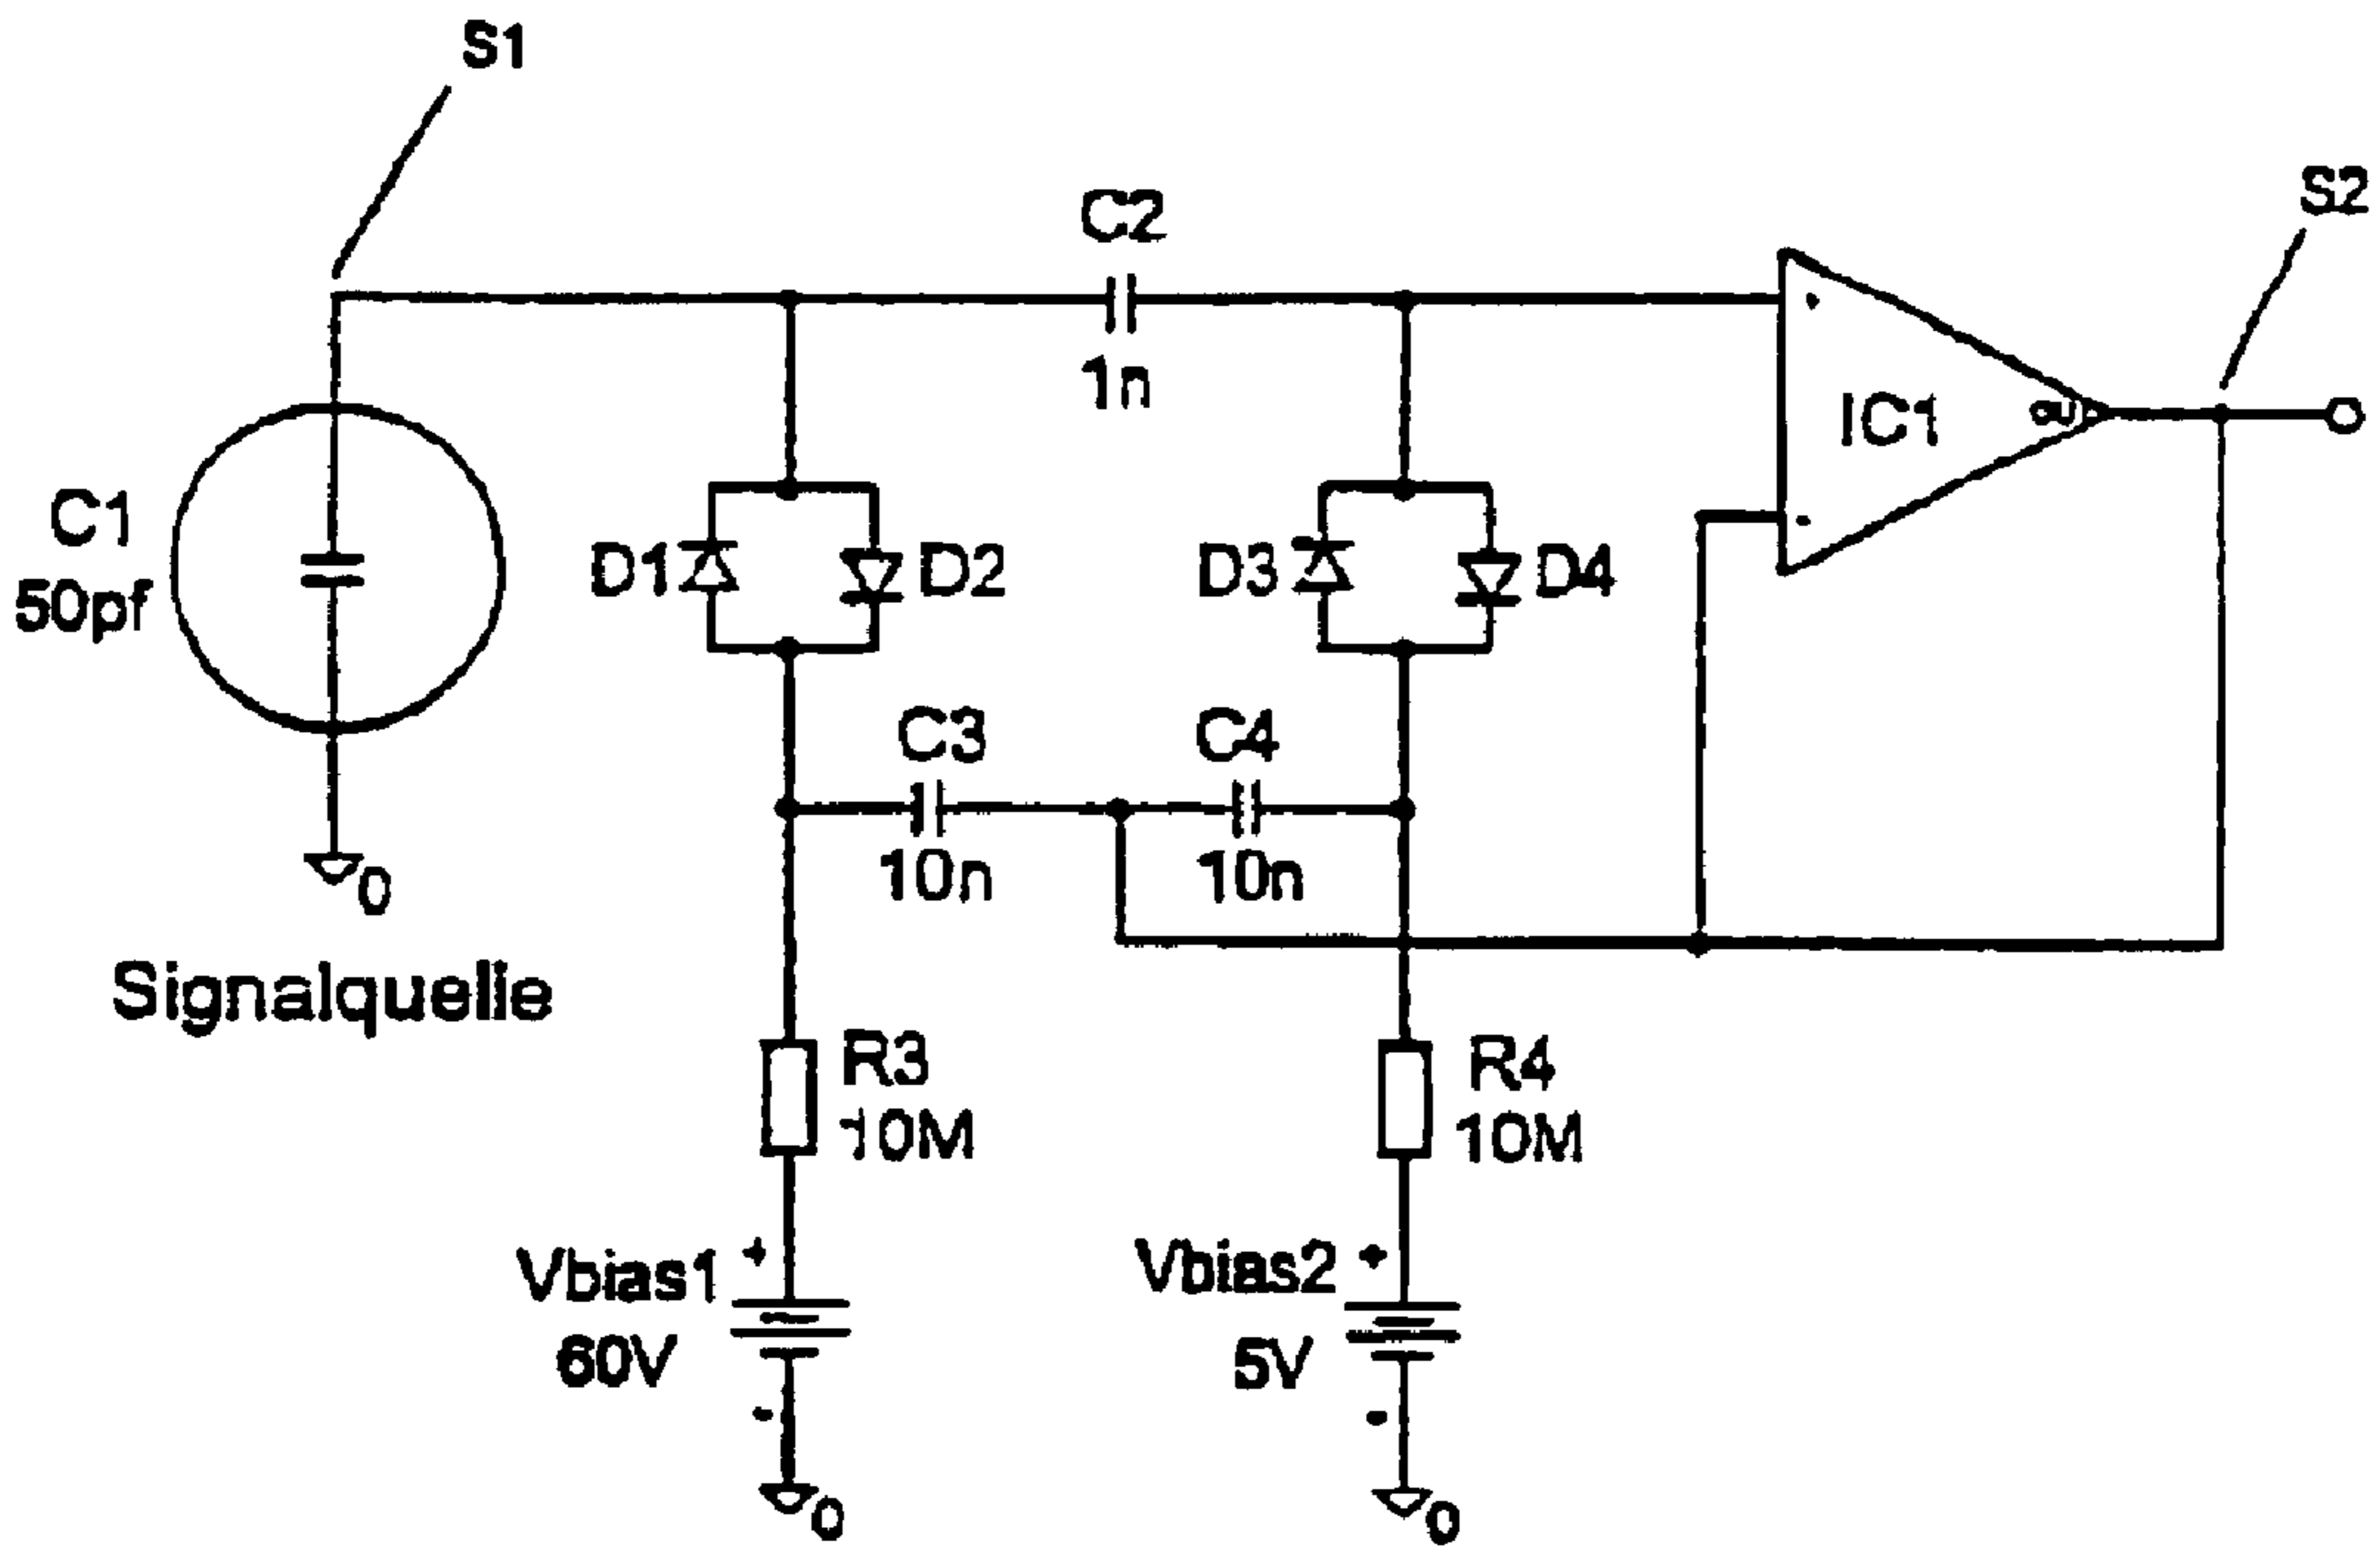 S1
S2
C2
1n
IC1
out
C1
50pf
D1
D2
D3
D4
C3
10n
C4
10n
0
Signalquelle
R3
10M
R4
10M
Vbias1
+
60V
-
Vbias2
+
5V
-
0
0